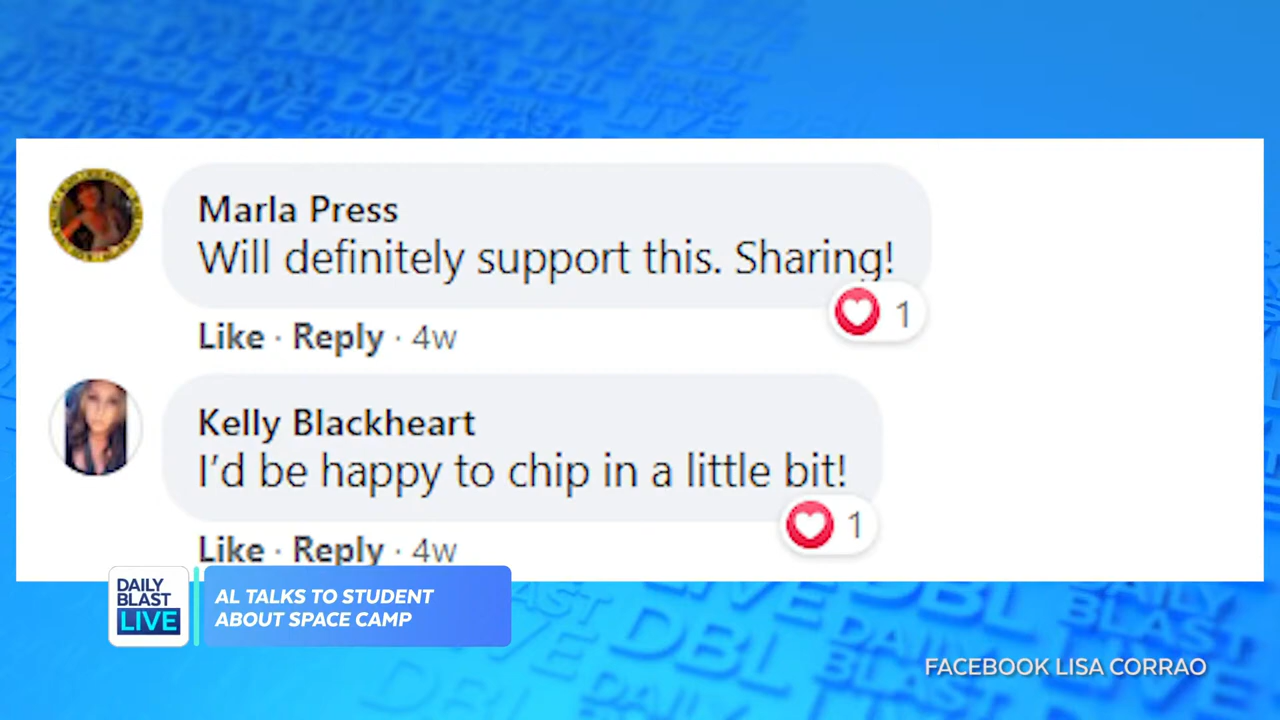 Marla Press
Will definitely support this. Sharing!
1
Like · Reply · 4w
Kelly Blackheart
I'd be happy to chip in a little bit!
1
Like · Reply · 4w
DAILY
BLAST
LIVE
AL TALKS TO STUDENT
ABOUT SPACE CAMP
FACEBOOK LISA CORRAO